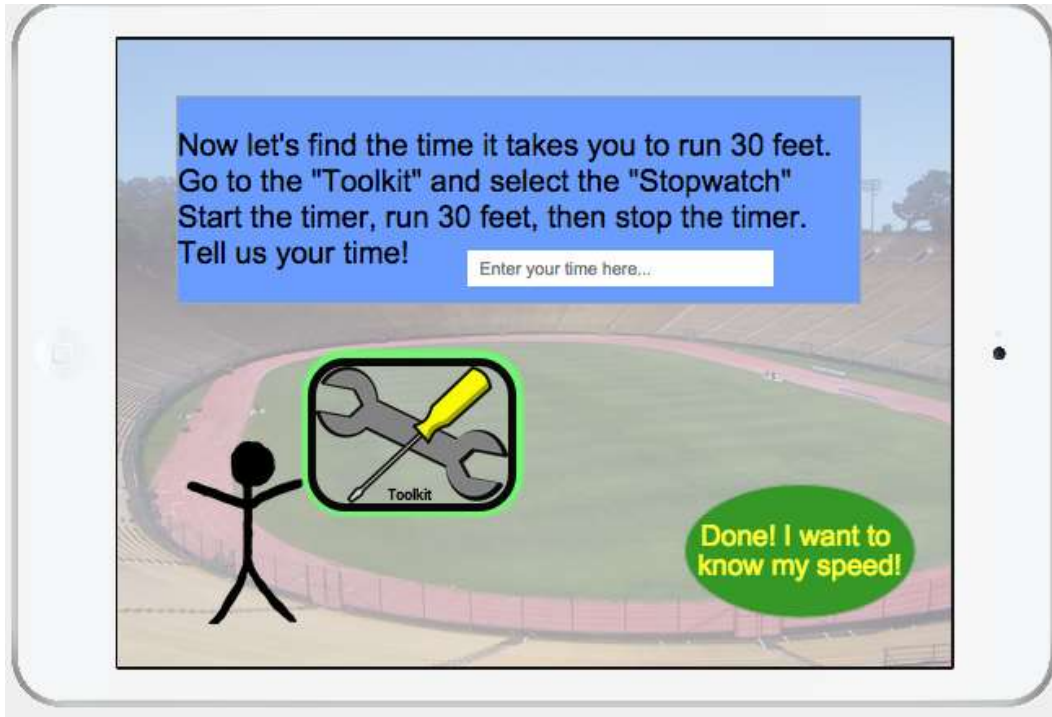 Now let's find the time it takes you to run 30 feet.
Go to the "Toolkit" and select the "Stopwatch"
Start the timer, run 30 feet, then stop the timer.
Tell us your time!
Enter your time here...
Toolkit
Done! I want to
know my speed!